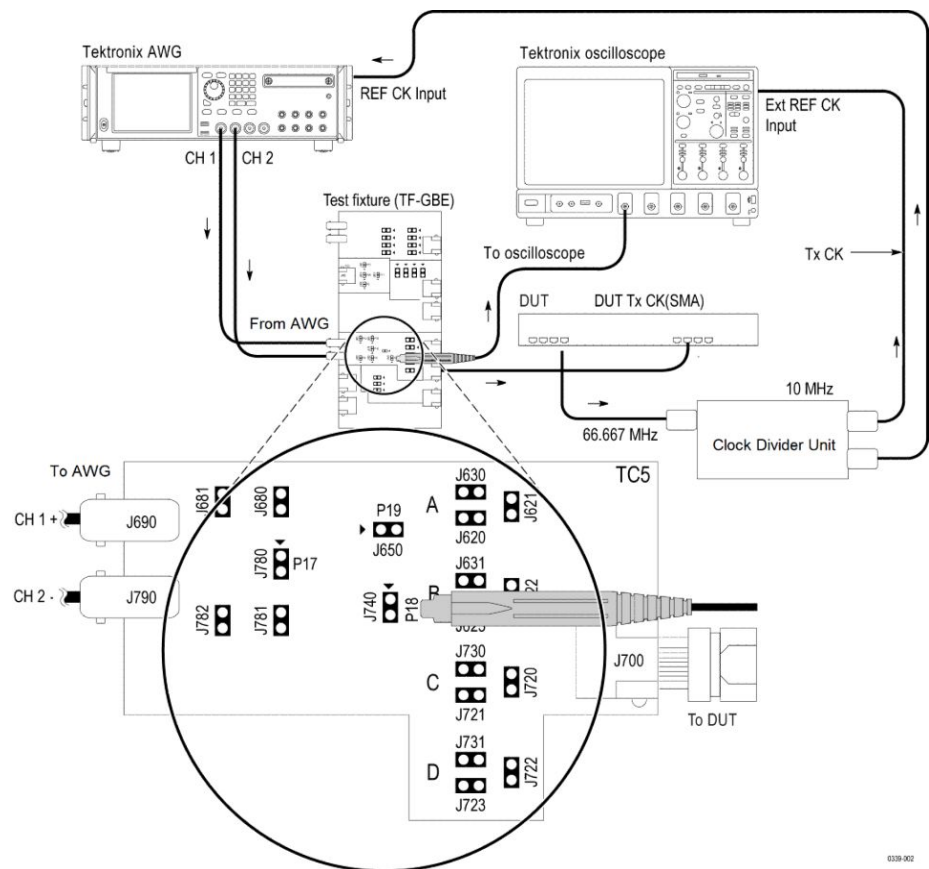 Tektronix AWG
REF CK Input
CH 1
CH 2
Tektronix oscilloscope
Ext REF CK
Input
Test fixture (TF-GBE)
To oscilloscope
Tx CK
From AWG
DUT
DUT Tx CK(SMA)
10 MHz
66.667 MHz
Clock Divider Unit
To AWG
CH 1 +
J690
CH 2 -
J790
J681
J680
J780
P17
J782
J781
P19
J650
J740
P18
TC5
A
J630
J620
J621
B
J631
J730
C
J721
J720
J731
D
J723
J722
J700
To DUT
0339-002